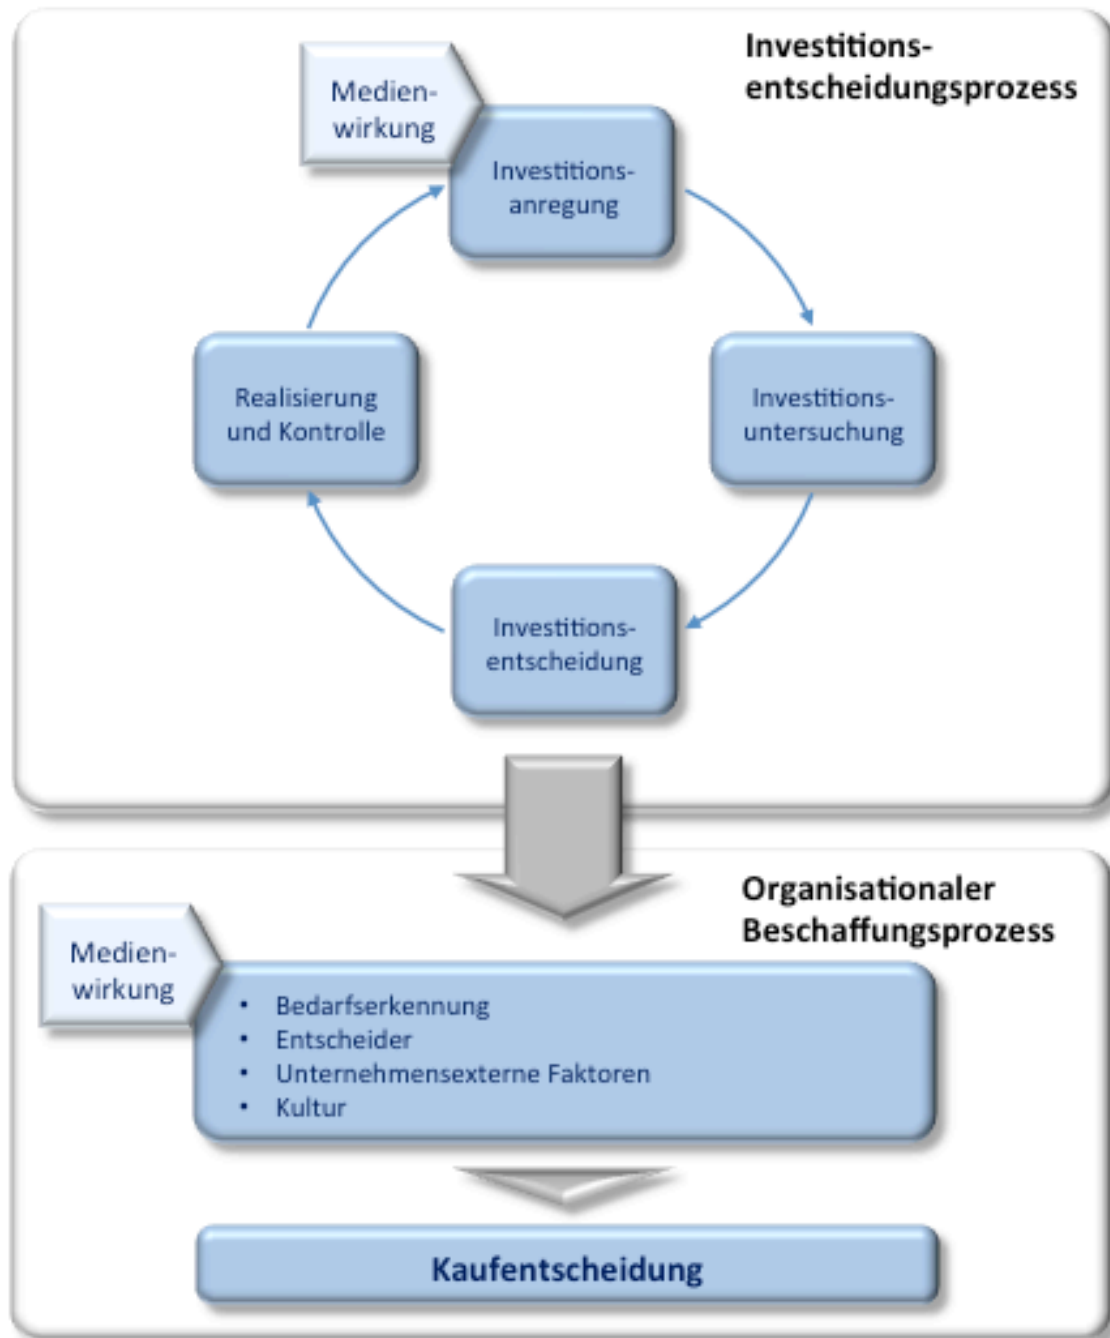 Investitions-
entscheidungsprozess
Medien-
wirkung
Investitions-
anregung
Realisierung
und Kontrolle
Investitions-
untersuchung
Investitions-
entscheidung
Organisationaler
Beschaffungsprozess
Medien-
wirkung
• Bedarfserkennung
• Entscheider
• Unternehmensexterne Faktoren
• Kultur
Kaufentscheidung